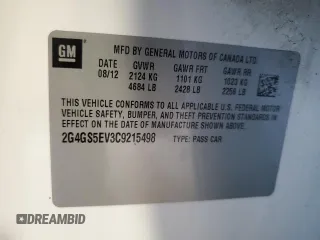 GM
MFD BY GENERAL MOTORS OF CANADA LTD.
DATE GVWR GAWR FRT GAWR RR
08/12 2124 KG 1101 KG 1023 KG
4684 LB 2428 LB 2256 LB
THIS VEHICLE CONFORMS TO ALL APPLICABLE U.S. FEDERAL MOTOR
VEHICLE SAFETY, BUMPER, AND THEFT PREVENTION STANDARDS IN
EFFECT ON THE DATE OF MANUFACTURE SHOWN ABOVE.
2G4GS5EV3C9215498 TYPE: PASS CAR
DREAMBID